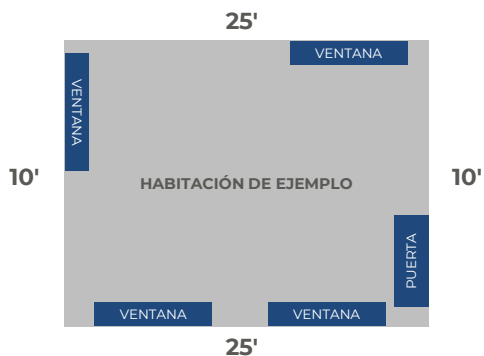 25'
VENTANA
VENTANA
10'
HABITACIÓN DE EJEMPLO
10'
PUERTA
VENTANA
VENTANA
25'